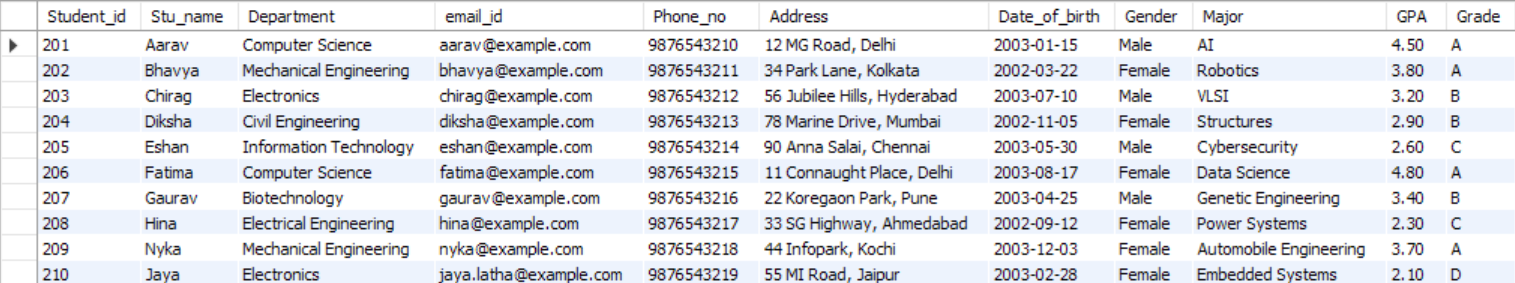 Student_id Stu_name Department email_id Phone_no Address Date_of_birth Gender Major GPA Grade
201 Aarav Computer Science aarav@example.com 9876543210 12 MG Road, Delhi 2003-01-15 Male AI 4.50 A
202 Bhavya Mechanical Engineering bhavya@example.com 9876543211 34 Park Lane, Kolkata 2002-03-22 Female Robotics 3.80 A
203 Chirag Electronics chirag@example.com 9876543212 56 Jubilee Hills, Hyderabad 2003-07-10 Male VLSI 3.20 B
204 Diksha Civil Engineering diksha@example.com 9876543213 78 Marine Drive, Mumbai 2002-11-05 Female Structures 2.90 B
205 Eshan Information Technology eshan@example.com 9876543214 90 Anna Salai, Chennai 2003-05-30 Male Cybersecurity 2.60 C
206 Fatima Computer Science fatima@example.com 9876543215 11 Connaught Place, Delhi 2003-08-17 Female Data Science 4.80 A
207 Gaurav Biotechnology gaurav@example.com 9876543216 22 Koregaon Park, Pune 2003-04-25 Male Genetic Engineering 3.40 B
208 Hina Electrical Engineering hina@example.com 9876543217 33 SG Highway, Ahmedabad 2002-09-12 Female Power Systems 2.30 C
209 Nyka Mechanical Engineering nyka@example.com 9876543218 44 Infopark, Kochi 2003-12-03 Female Automobile Engineering 3.70 A
210 Jaya Electronics jaya.latha@example.com 9876543219 55 MI Road, Jaipur 2003-02-28 Female Embedded Systems 2.10 D